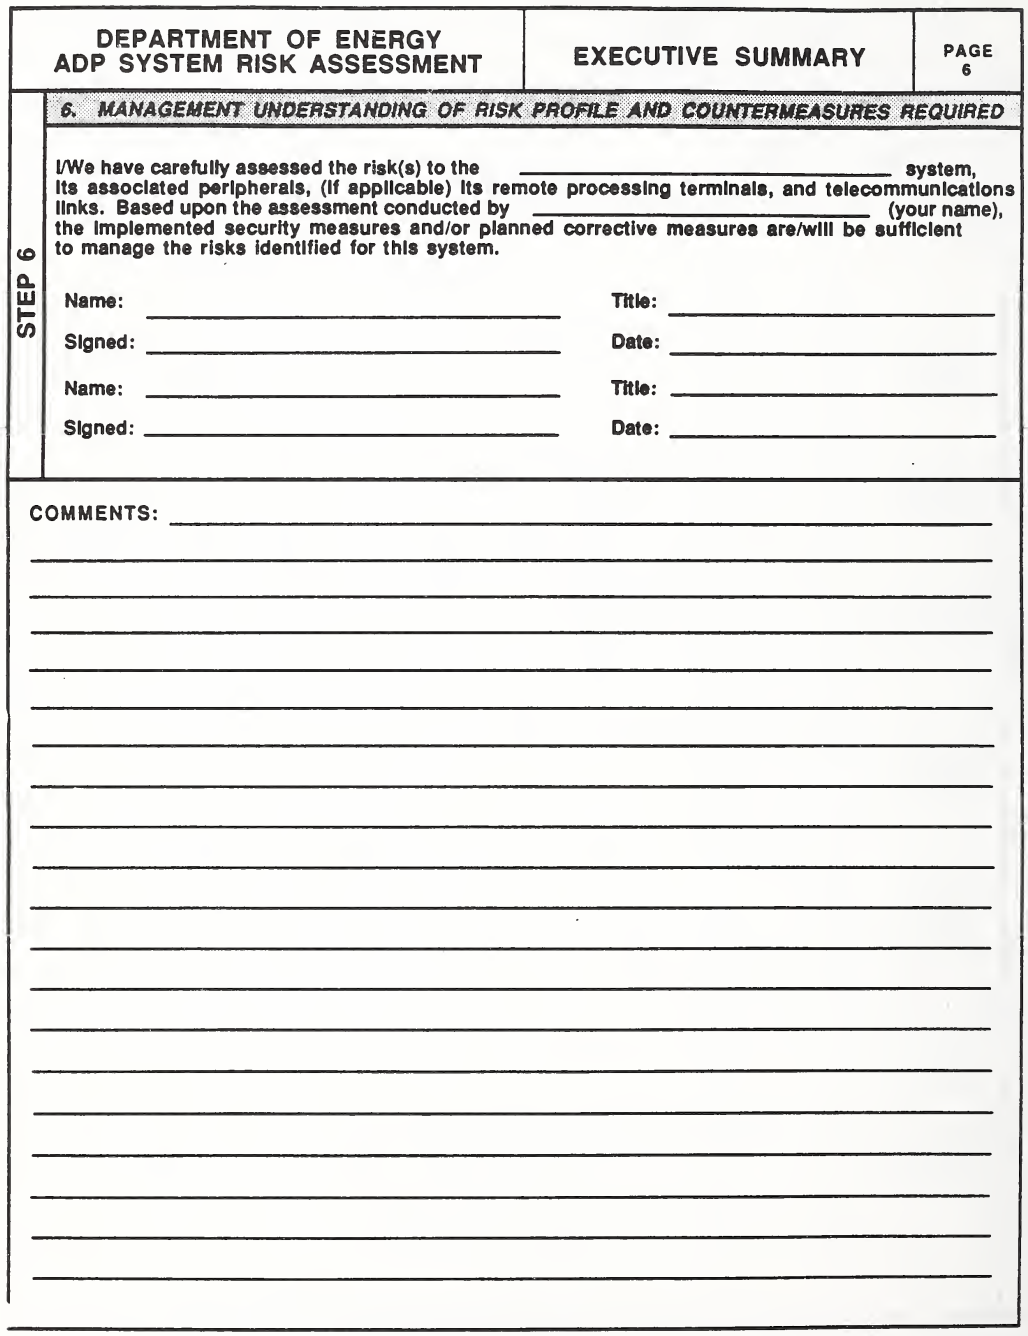 DEPARTMENT OF ENERGY
ADP SYSTEM RISK ASSESSMENT
EXECUTIVE SUMMARY
PAGE
6
STEP 6
6. MANAGEMENT UNDERSTANDING OF RISK PROFILE AND COUNTERMEASURES REQUIRED
I/We have carefully assessed the risk(s) to the ______ system,
its associated peripherals, (if applicable) its remote processing terminals, and telecommunications
links. Based upon the assessment conducted by ______ (your name),
the implemented security measures and/or planned corrective measures are/will be sufficient
to manage the risks identified for this system.
Name: Title:
Signed: Date:
Name: Title:
Signed: Date:
COMMENTS: